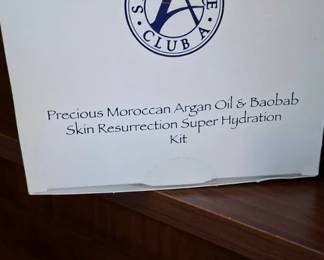 S · CLUB A · E
Precious Moroccan Argan Oil & Baobab
Skin Resurrection Super Hydration
Kit